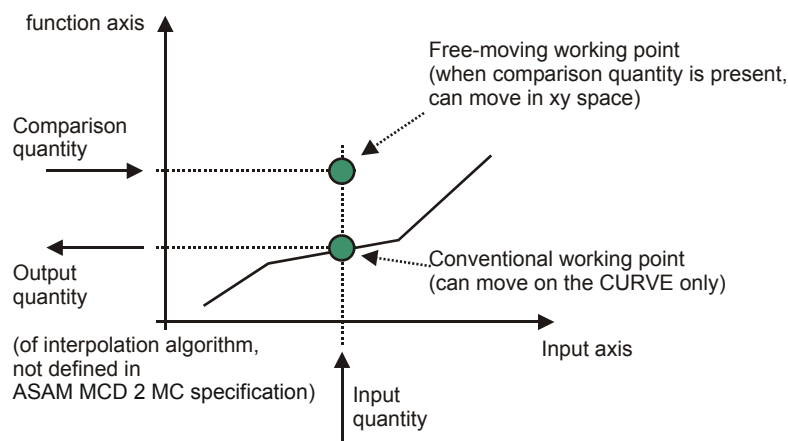 function axis
Free-moving working point
(when comparison quantity is present,
can move in xy space)
Comparison
quantity
Output
quantity
Conventional working point
(can move on the CURVE only)
(of interpolation algorithm,
not defined in
ASAM MCD 2 MC specification)
Input axis
Input
quantity